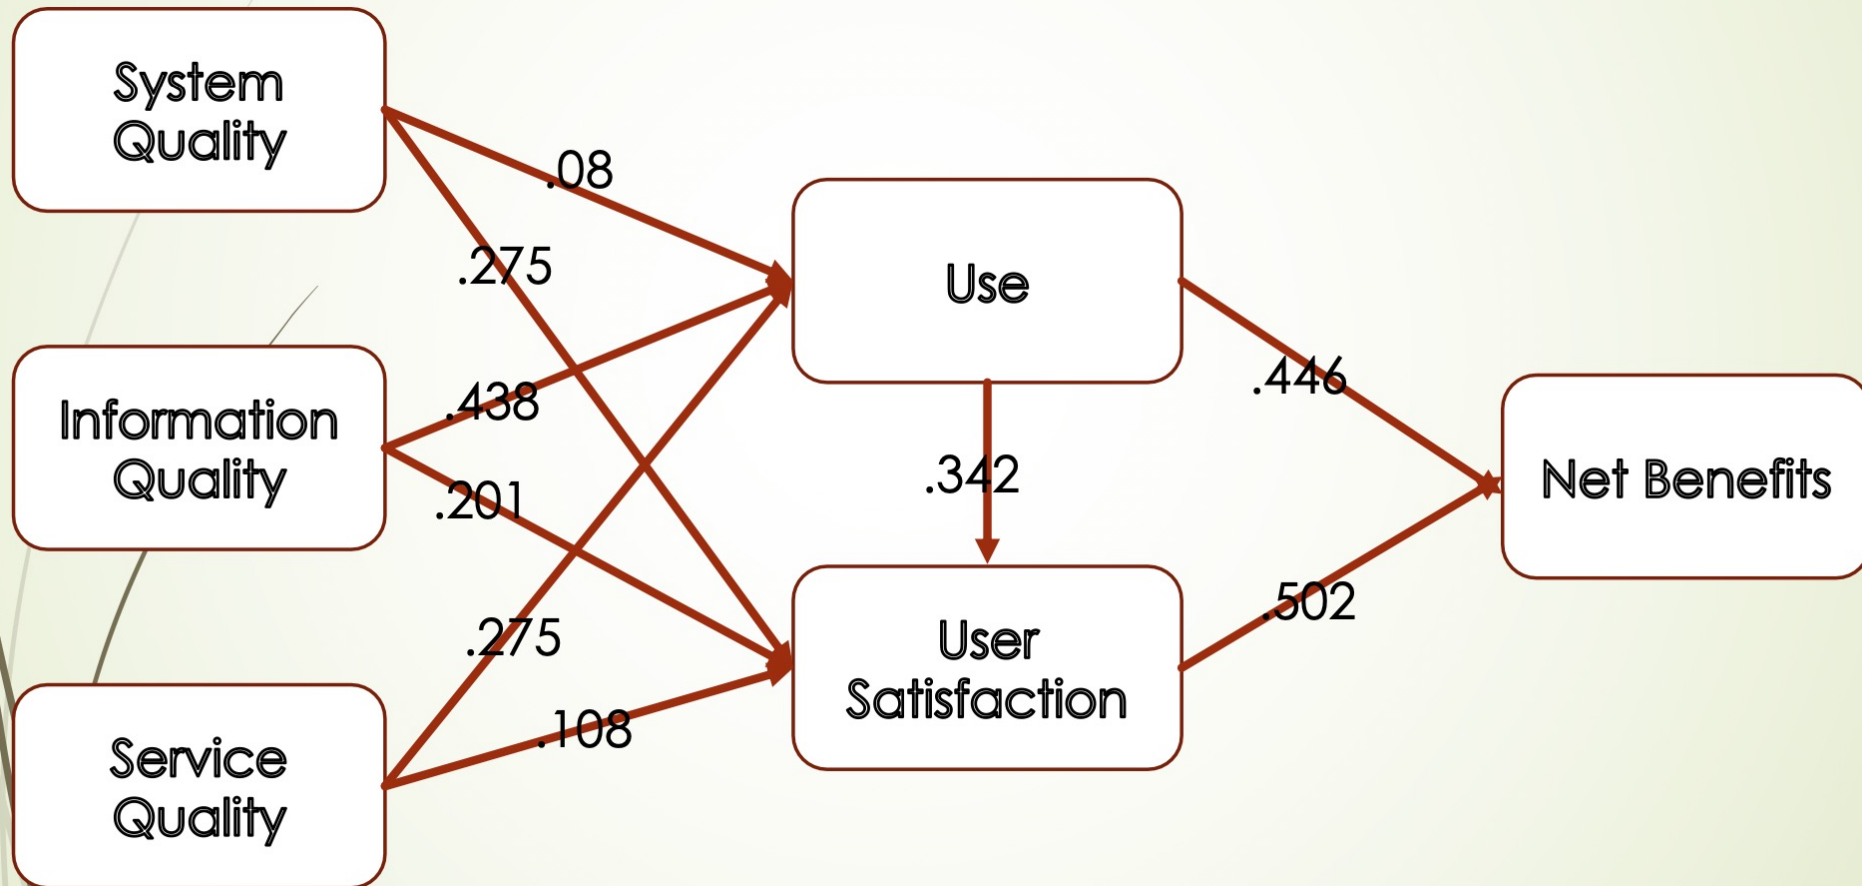 System
Quality
.08
.275
Use
Information
Quality
.438
.201
.342
.446
Net Benefits
Service
Quality
.275
.108
User
Satisfaction
.502